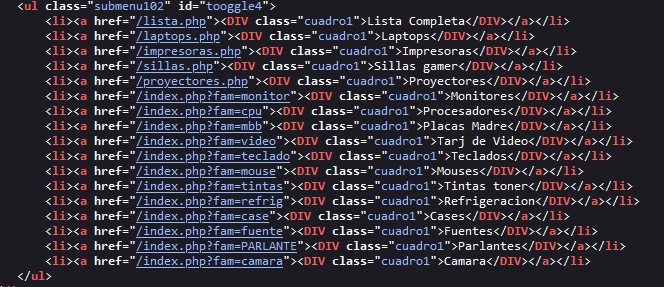 <ul class="submenu102" id="tooggle4">
<li><a href="/lista.php"><DIV class="cuadro1">Lista Completa</DIV></a></li>
<li><a href="/laptops.php"><DIV class="cuadro1">Laptops</DIV></a></li>
<li><a href="/impresoras.php"><DIV class="cuadro1">Impresoras</DIV></a></li>
<li><a href="/sillas.php"><DIV class="cuadro1">Sillas gamer</DIV></a></li>
<li><a href="/proyectores.php"><DIV class="cuadro1">Proyectores</DIV></a></li>
<li><a href="/index.php?fam=monitor"><DIV class="cuadro1">Monitores</DIV></a></li>
<li><a href="/index.php?fam=cpu"><DIV class="cuadro1">Procesadores</DIV></a></li>
<li><a href="/index.php?fam=mbb"><DIV class="cuadro1">Placas Madre</DIV></a></li>
<li><a href="/index.php?fam=video"><DIV class="cuadro1">Tarj de Video</DIV></a></li>
<li><a href="/index.php?fam=teclado"><DIV class="cuadro1">Teclados</DIV></a></li>
<li><a href="/index.php?fam=mouse"><DIV class="cuadro1">Mouses</DIV></a></li>
<li><a href="/index.php?fam=tintas"><DIV class="cuadro1">Tintas toner</DIV></a></li>
<li><a href="/index.php?fam=refrig"><DIV class="cuadro1">Refrigeracion</DIV></a></li>
<li><a href="/index.php?fam=case"><DIV class="cuadro1">Cases</DIV></a></li>
<li><a href="/index.php?fam=fuente"><DIV class="cuadro1">Fuentes</DIV></a></li>
<li><a href="/index.php?fam=PARLANTE"><DIV class="cuadro1">Parlantes</DIV></a></li>
<li><a href="/index.php?fam=camara"><DIV class="cuadro1">Camara</DIV></a></li>
</ul>